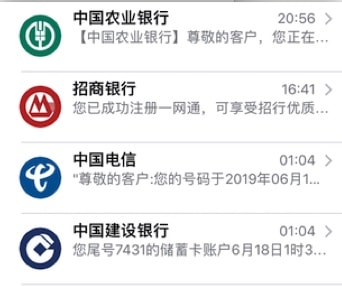 中国农业银行 20:56
【中国农业银行】尊敬的客户，您正在...
招商银行 16:41
您已成功注册一网通，可享受招行优质...
中国电信 01:04
"尊敬的客户:您的号码于2019年06月1...
中国建设银行 01:04
您尾号7431的储蓄卡账户6月18日1时3...